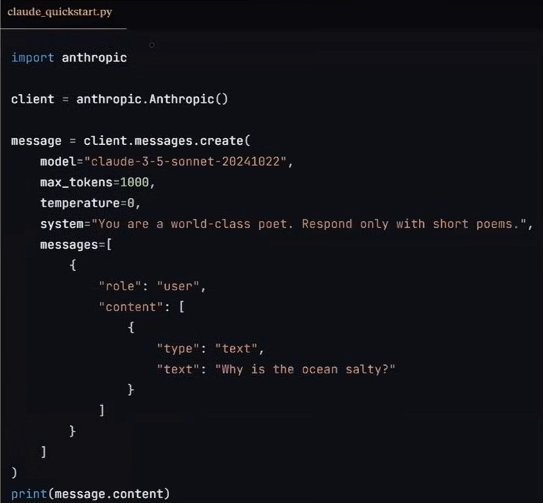 claude_quickstart.py
import anthropic
client = anthropic.Anthropic()
message = client.messages.create(
    model="claude-3-5-sonnet-20241022",
    max_tokens=1000,
    temperature=0,
    system="You are a world-class poet. Respond only with short poems.",
    messages=[
        {
            "role": "user",
            "content": [
                {
                    "type": "text",
                    "text": "Why is the ocean salty?"
                }
            ]
        }
    ]
)
print(message.content)